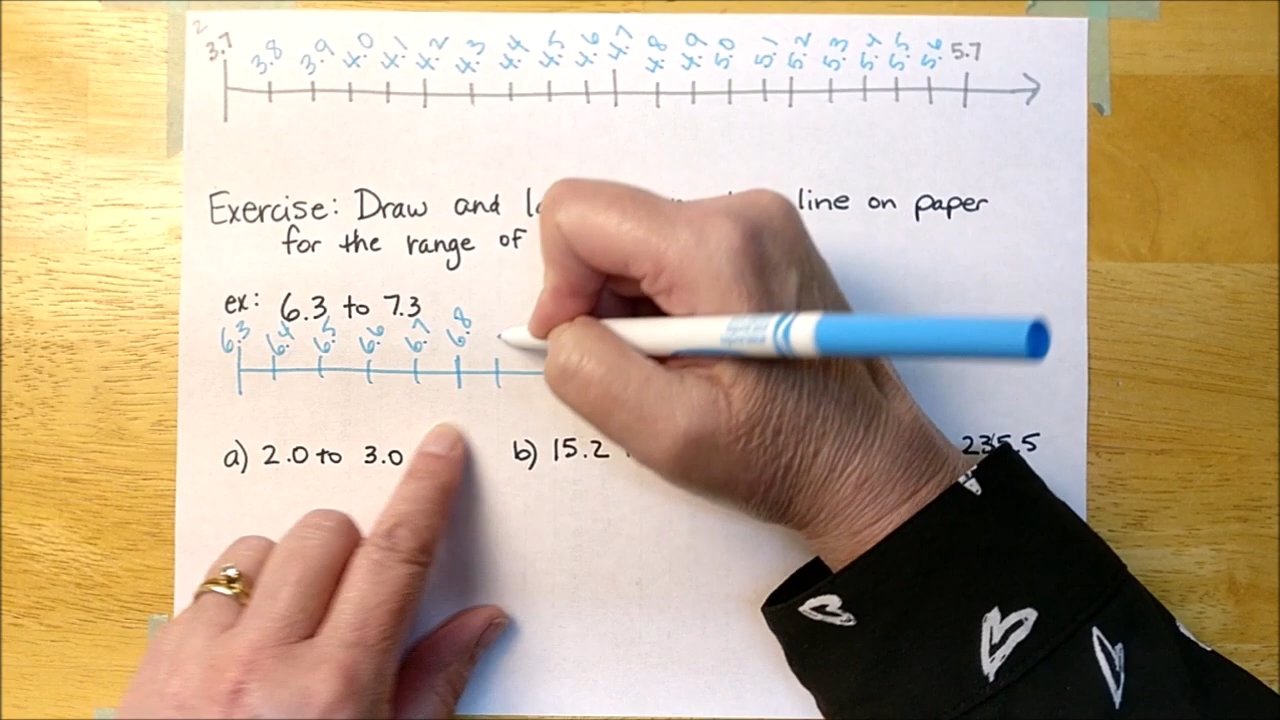 2
3.7 3.8 3.9 4.0 4.1 4.2 4.3 4.4 4.5 4.6 4.7 4.8 4.9 5.0 5.1 5.2 5.3 5.4 5.5 5.6 5.7
Exercise: Draw and line on paper
for the range of
ex: 6.3 to 7.3
6.3 6.4 6.5 6.6 6.7 6.8
a) 2.0 to 3.0 b) 15.2 235.5